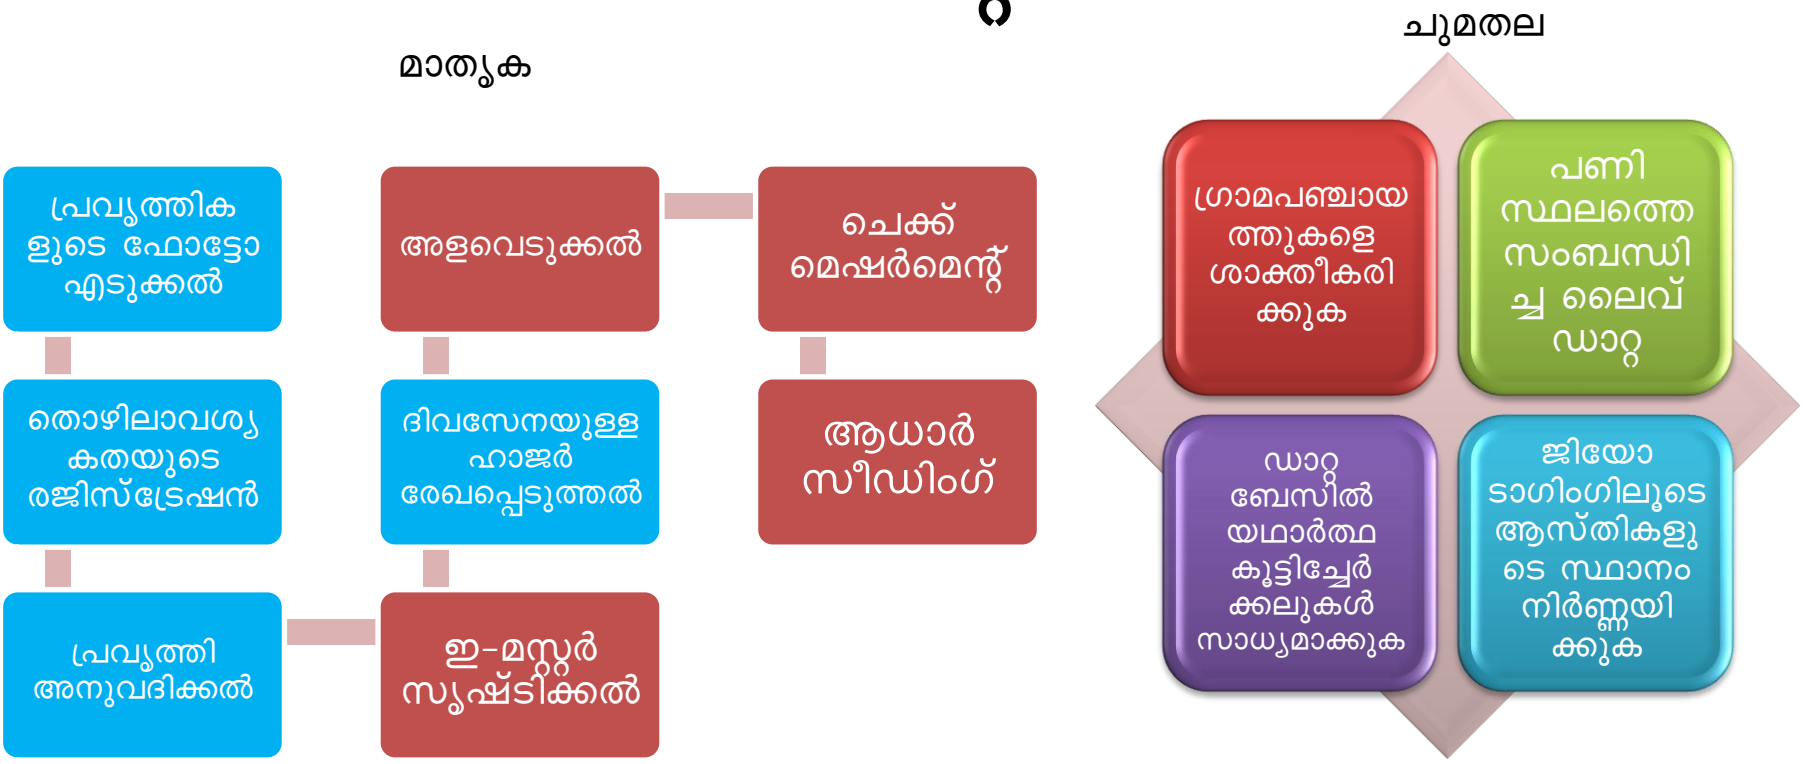 മാതൃക
പ്രവൃത്തിക
ളുടെ ഫോട്ടോ
എടുക്കൽ
തൊഴിലാവശ്യ
കതയുടെ
രജിസ്ട്രേഷൻ
പ്രവൃത്തി
അനുവദിക്കൽ
ഇ-മസ്റ്റർ
സൃഷ്ടിക്കൽ
ദിവസേനയുള്ള
ഹാജർ
രേഖപ്പെടുത്തൽ
അളവെടുക്കൽ
ചെക്ക്
മെഷർമെന്റ്
ആധാർ
സീഡിംഗ്
ചുമതല
ഗ്രാമപഞ്ചായ
ത്തുകളെ
ശാക്തീകരി
ക്കുക
പണി
സ്ഥലത്തെ
സംബന്ധി
ച്ച ലൈവ്
ഡാറ്റ
ഡാറ്റ
ബേസിൽ
യഥാർത്ഥ
കൂട്ടിച്ചേർ
ക്കലുകൾ
സാധ്യമാക്കുക
ജിയോ
ടാഗിംഗിലൂടെ
ആസ്തികളു
ടെ സ്ഥാനം
നിർണ്ണയി
ക്കുക